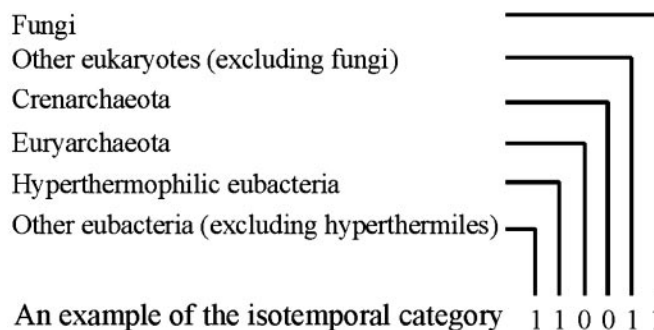 Fungi
Other eukaryotes (excluding fungi)
Crenarchaeota
Euryarchaeota
Hyperthermophilic eubacteria
Other eubacteria (excluding hyperthermiles)
An example of the isotemporal category 1 1 0 0 1